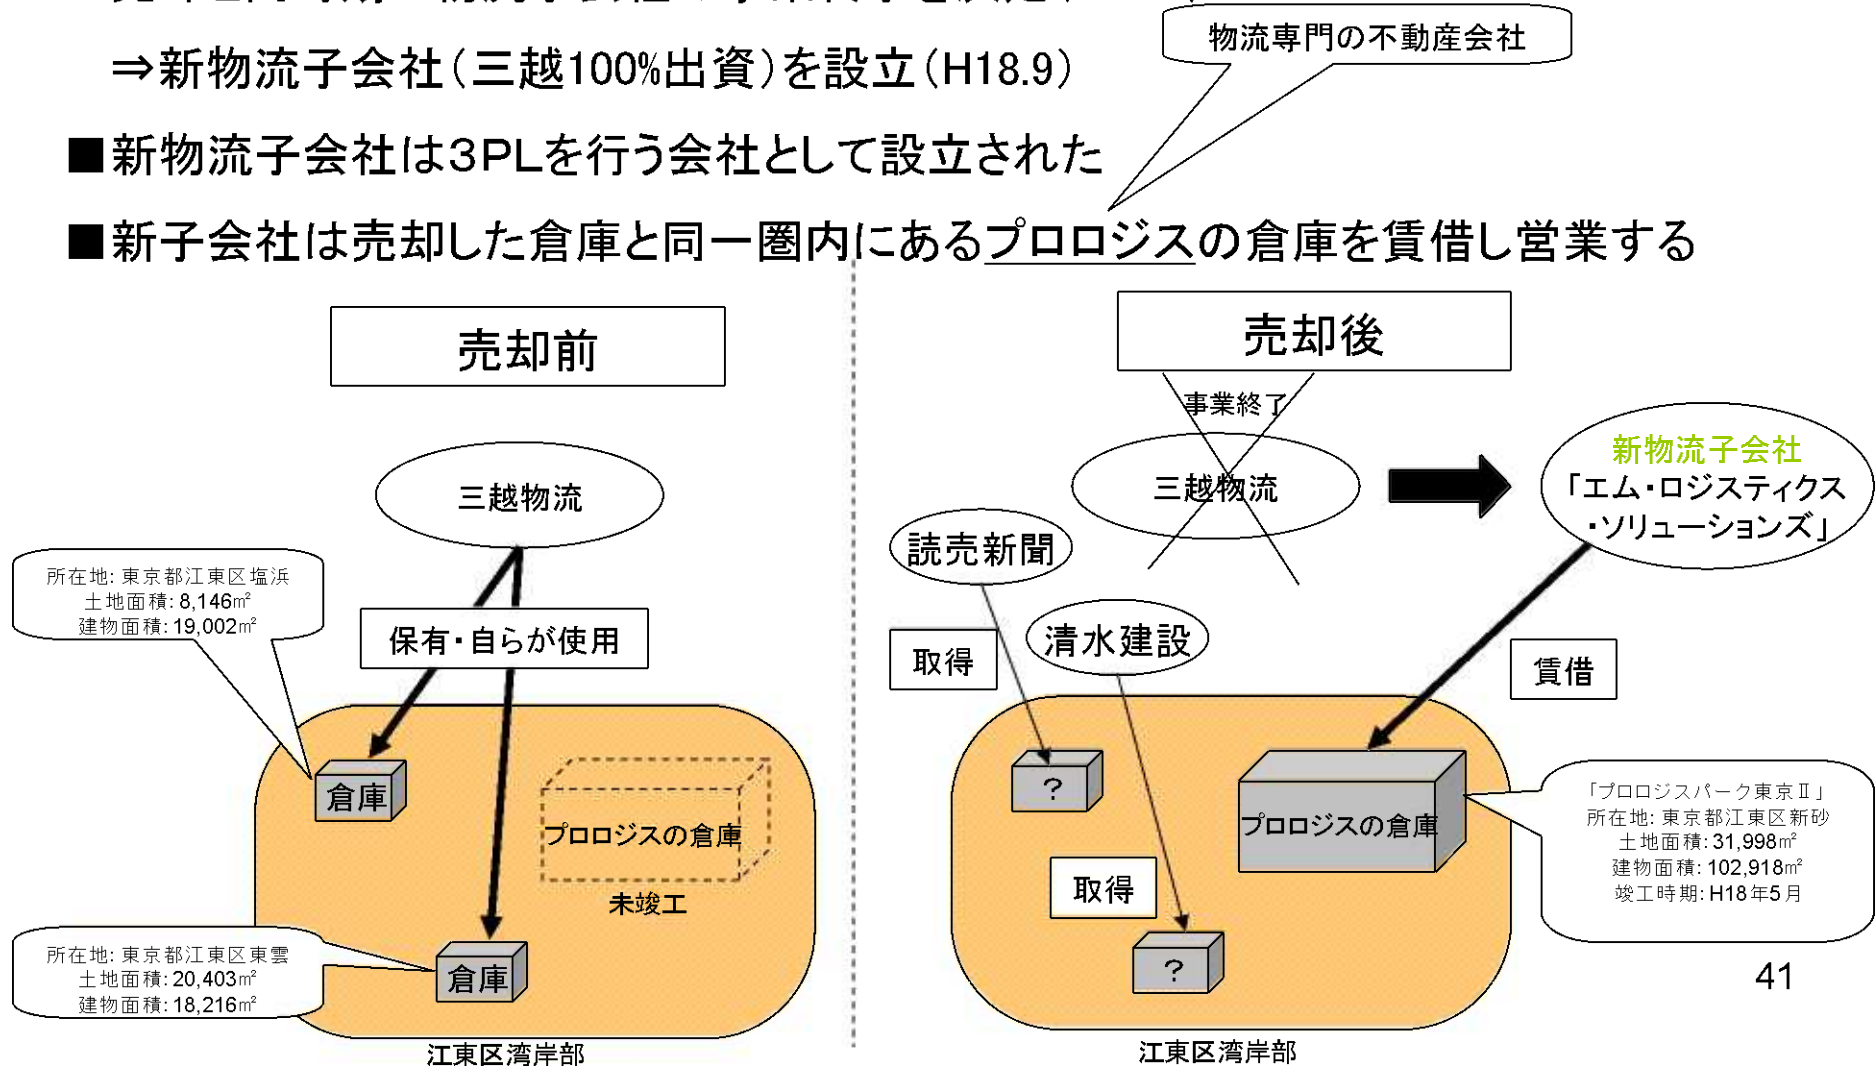 物流専門の不動産会社
⇒新物流子会社（三越100%出資）を設立（H18.9）
■新物流子会社は３ＰＬを行う会社として設立された
■新子会社は売却した倉庫と同一圏内にあるプロロジスの倉庫を賃借し営業する
売却前
三越物流
所在地:東京都江東区塩浜
土地面積:8,146㎡
建物面積:19,002㎡
保有・自らが使用
倉庫
プロロジスの倉庫
未竣工
所在地:東京都江東区東雲
土地面積:20,403㎡
建物面積:18,216㎡
倉庫
江東区湾岸部
売却後
事業終了
三越物流
新物流子会社
「エム・ロジスティクス
・ソリューションズ」
読売新聞
清水建設
取得
賃借
?
プロロジスの倉庫
「プロロジスパーク東京Ⅱ」
所在地:東京都江東区新砂
土地面積:31,998㎡
建物面積:102,918㎡
竣工時期:H18年5月
取得
?
江東区湾岸部
41